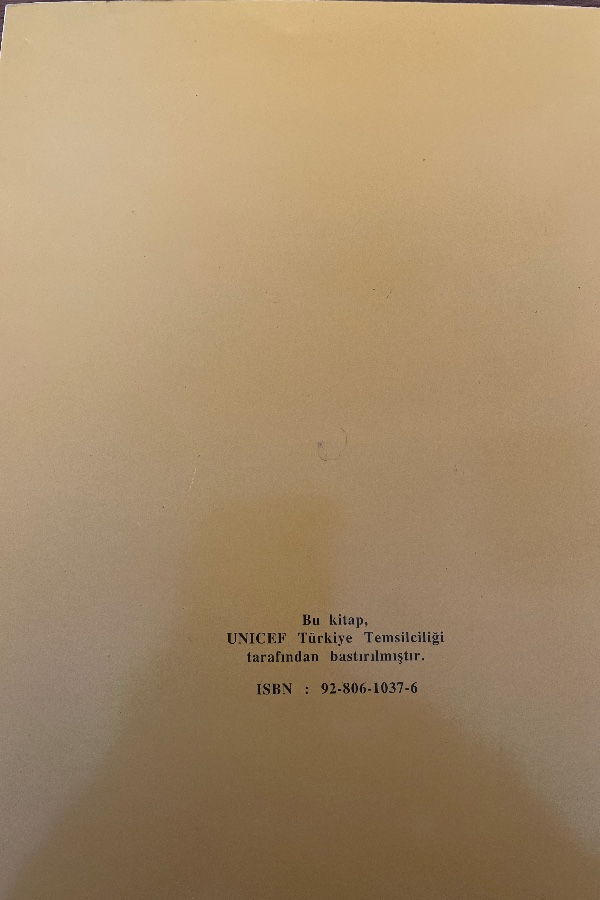 Bu kitap,
UNICEF Türkiye Temsilciliği
tarafından bastırılmıştır.
ISBN : 92-806-1037-6